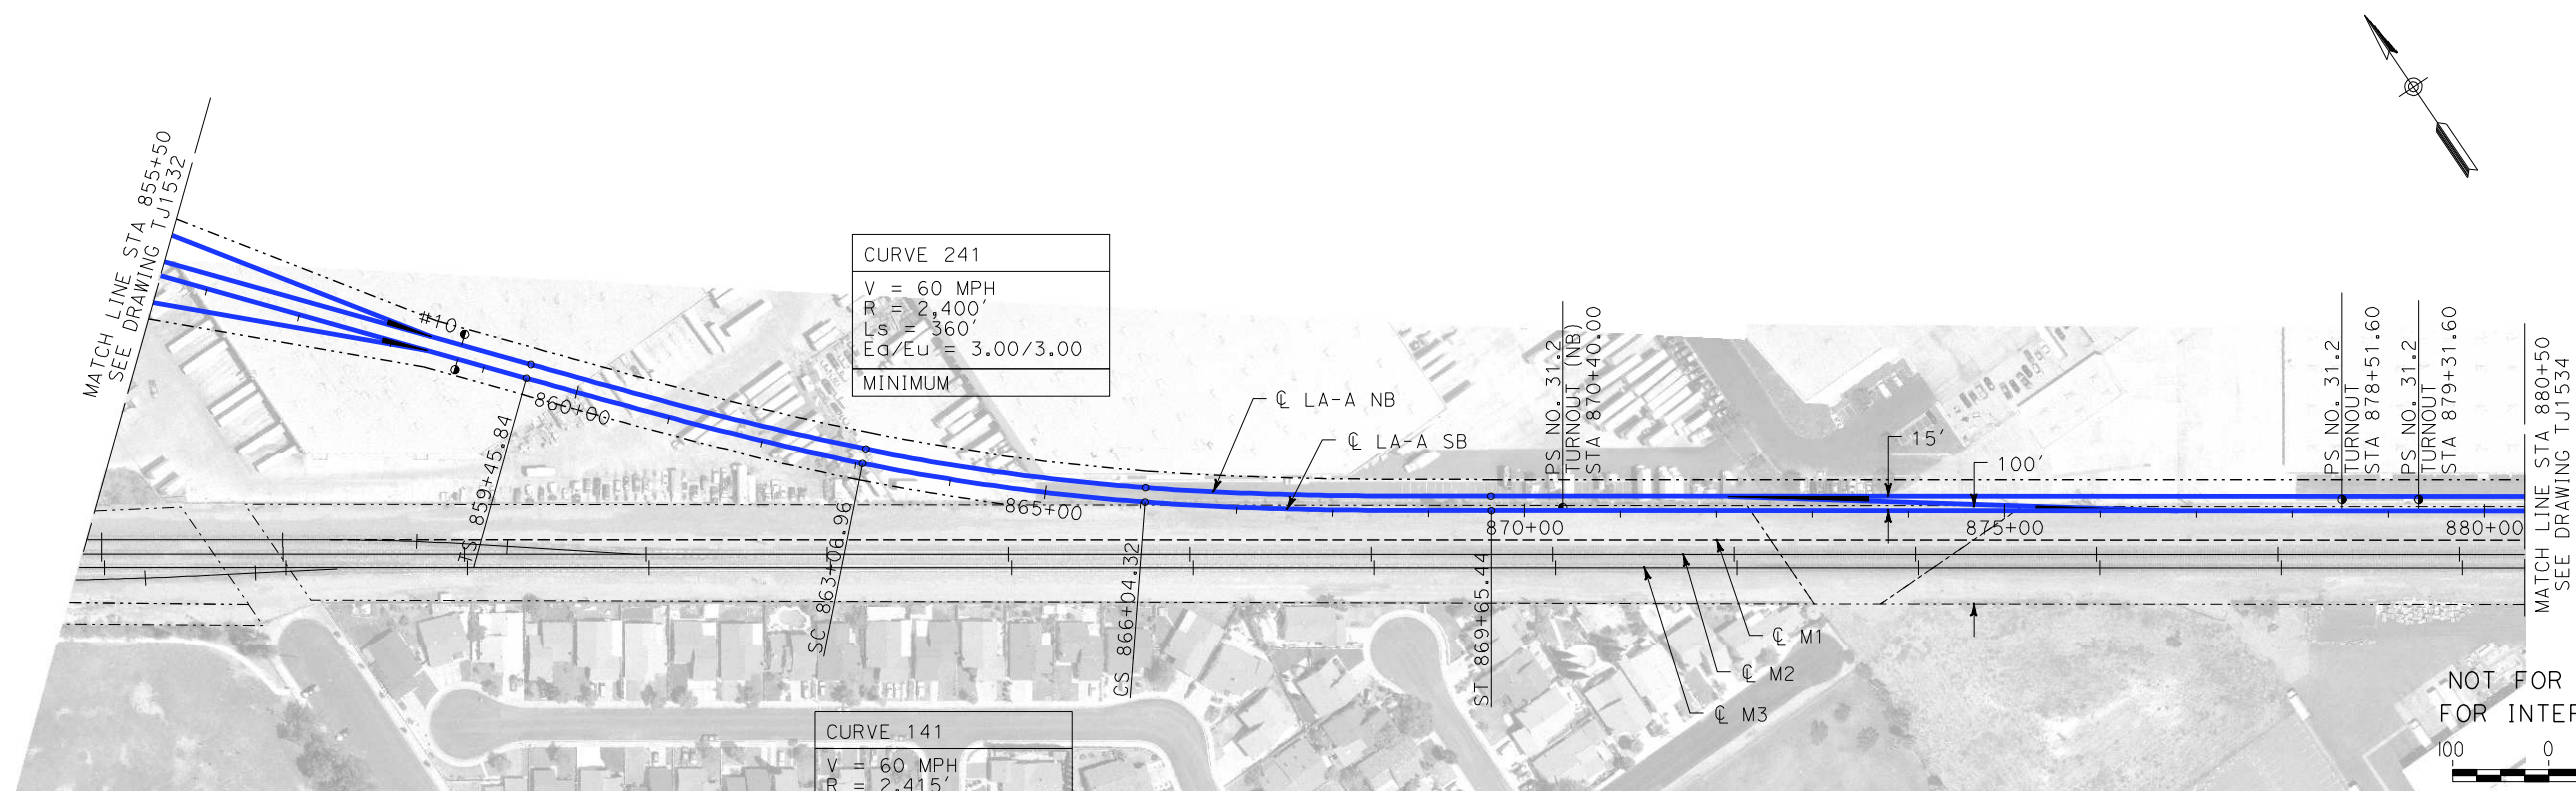 MATCH LINE STA 855+50
SEE DRAWING TJ11532
#10
TS 859+45.84
860+00
CURVE 241
V = 60 MPH
R = 2,400'
Ls = 360'
Ea/Eu = 3.00/3.00
MINIMUM
SC 863+06.96
865+00
CS 866+04.32
℄ LA-A NB
℄ LA-A SB
ST 869+65.44
870+00
PS NO. 31.2
TURNOUT (NB)
STA 870+40.00
15'
100'
875+00
℄ M1
℄ M2
℄ M3
PS NO. 31.2
TURNOUT
STA 878+51.60
PS NO. 31.2
TURNOUT
STA 879+31.60
880+00
MATCH LINE STA 880+50
SEE DRAWING TJ11534
CURVE 141
V = 60 MPH
R = 2,415'
NOT FOR
FOR INTER
100 0